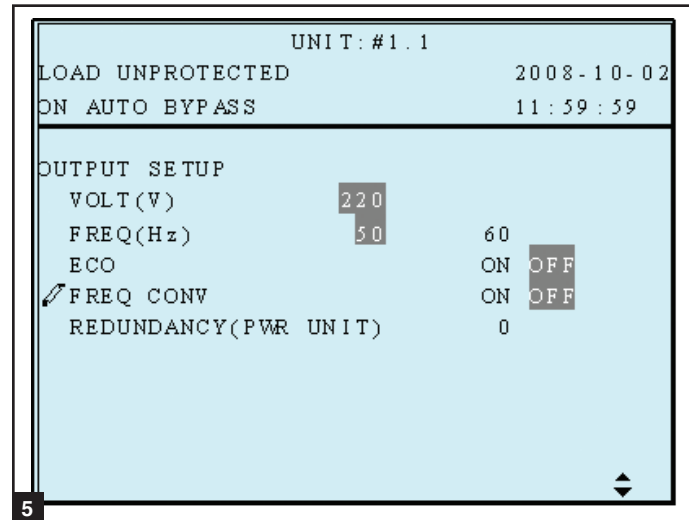 UNIT:#1.1
LOAD UNPROTECTED 2008-10-02
ON AUTO BYPASS 11:59:59
OUTPUT SETUP
VOLT(V) 220
FREQ(Hz) 50 60
ECO ON OFF
FREQ CONV ON OFF
REDUNDANCY(PWR UNIT) 0
5